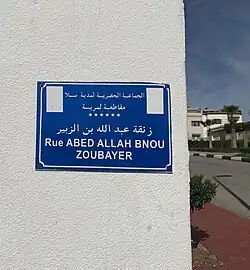 الجماعة الحضرية لمدينة سلا
مقاطعة لمريسة
******
زنقة عبد الله بن الزبير
Rue ABED ALLAH BNOU
ZOUBAYER